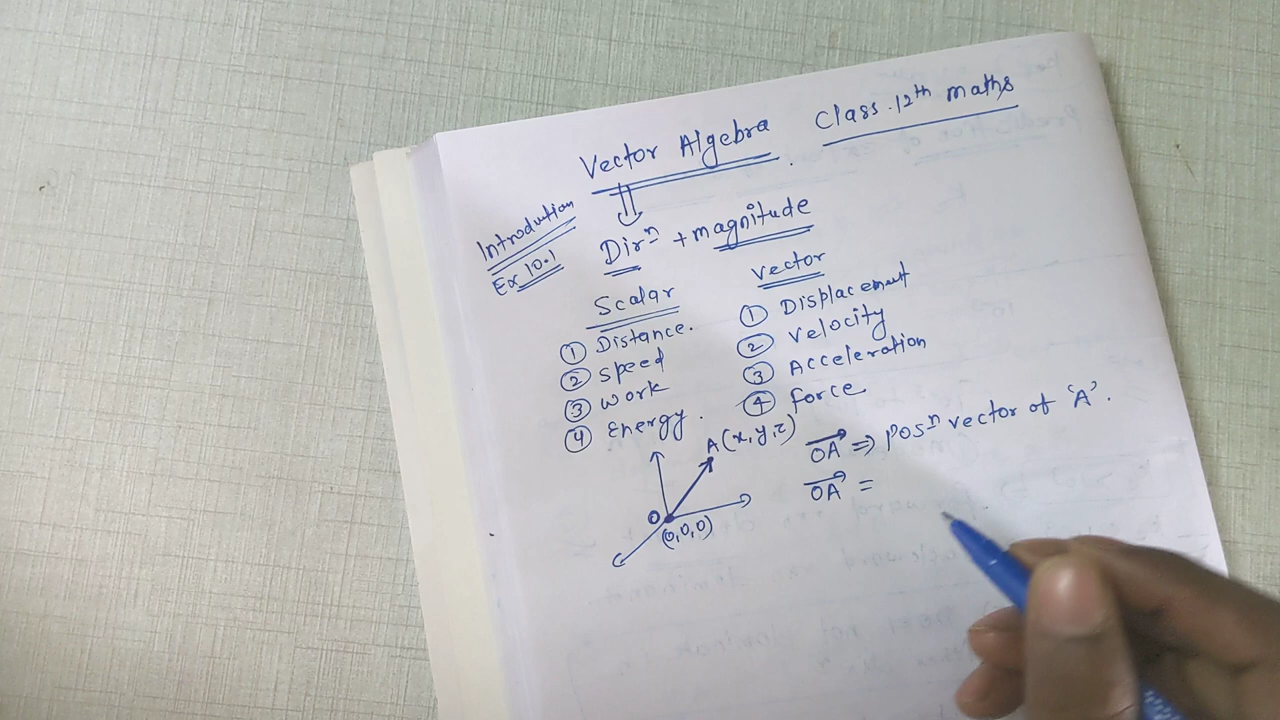 Vector Algebra. Class. 12th maths
Introdution
Ex 10.1
Dirn + magnitude
Scalar
① Distance.
② Speed
③ Work
④ Energy.
Vector
① Displacement
② Velocity
③ Acceleration
④ force
A(x,y,z)
O
(0,0,0)
OA⃗ ⇒ Posn vector of 'A'.
OA⃗ =